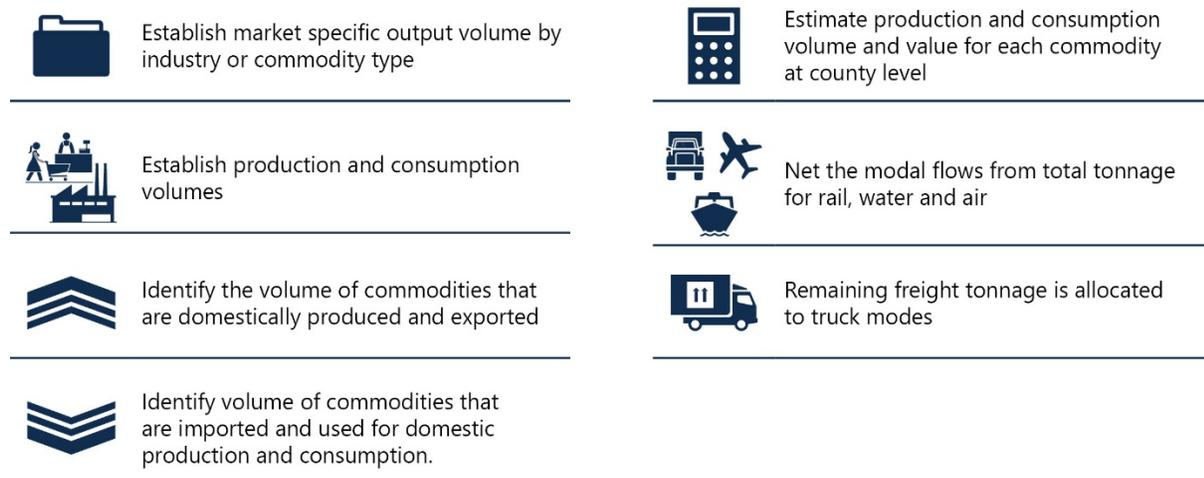 Establish market specific output volume by
industry or commodity type
Establish production and consumption
volumes
Identify the volume of commodities that
are domestically produced and exported
Identify volume of commodities that
are imported and used for domestic
production and consumption.
Estimate production and consumption
volume and value for each commodity
at county level
Net the modal flows from total tonnage
for rail, water and air
Remaining freight tonnage is allocated
to truck modes